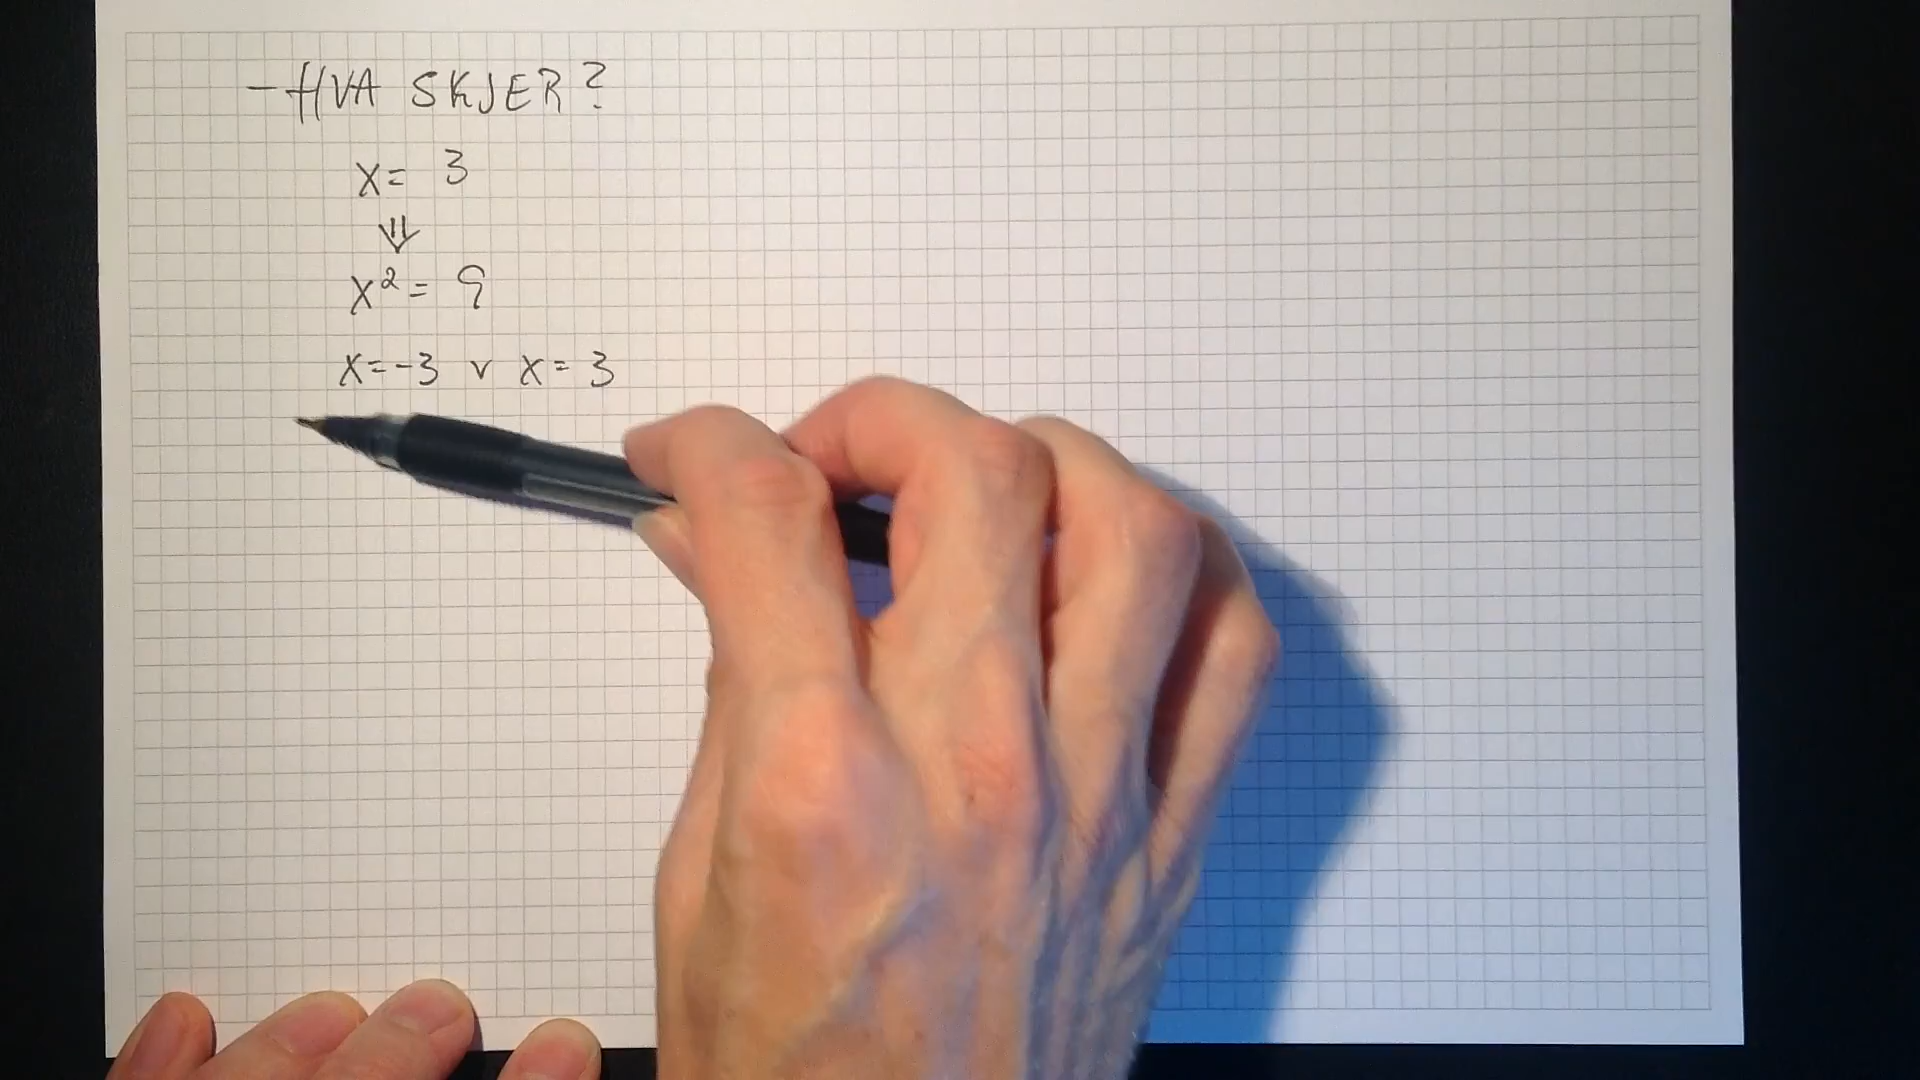 - HVA SKJER?
x = 3
⇓
x² = 9
x = -3 v x = 3